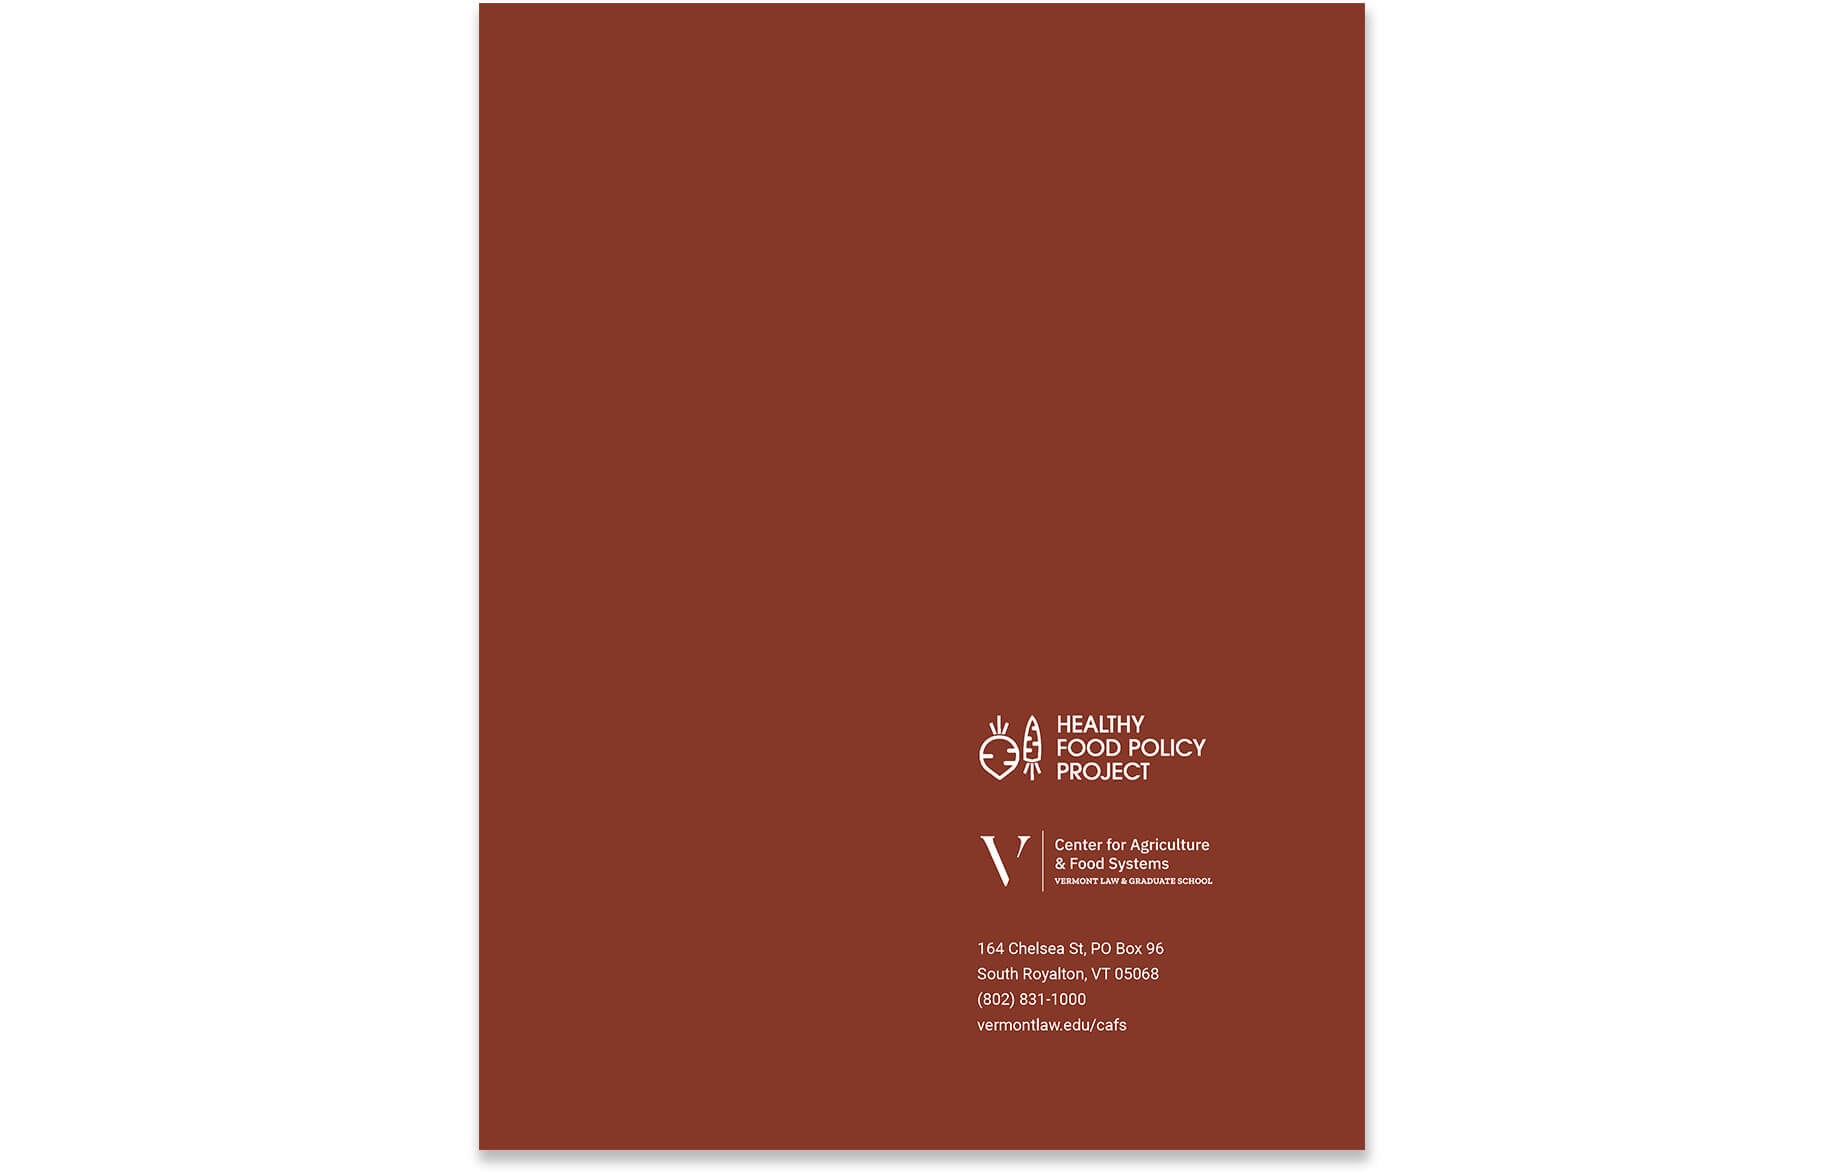 HEALTHY
FOOD POLICY
PROJECT
V
Center for Agriculture
& Food Systems
VERMONT LAW & GRADUATE SCHOOL
164 Chelsea St, PO Box 96
South Royalton, VT 05068
(802) 831-1000
vermontlaw.edu/cafs